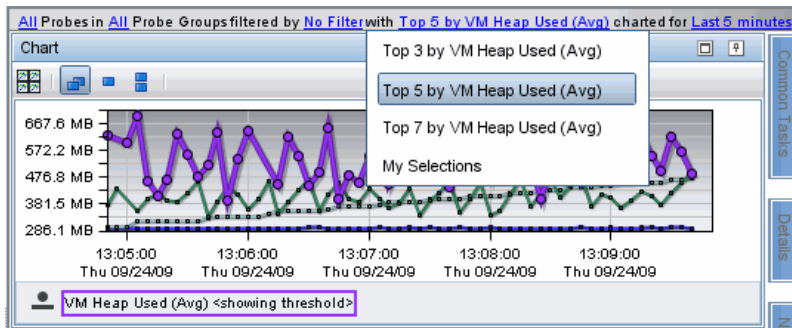 All Probes in All Probe Groups filtered by No Filter with Top 5 by VM Heap Used (Avg) charted for Last 5 minutes
Chart
Top 3 by VM Heap Used (Avg)
Top 5 by VM Heap Used (Avg)
Top 7 by VM Heap Used (Avg)
My Selections
667.6 MB
572.2 MB
476.8 MB
381.5 MB
286.1 MB
13:05:00 13:06:00 13:07:00 13:08:00 13:09:00
Thu 09/24/09 Thu 09/24/09 Thu 09/24/09 Thu 09/24/09 Thu 09/24/09
VM Heap Used (Avg) <showing threshold>
Common Tasks
Details